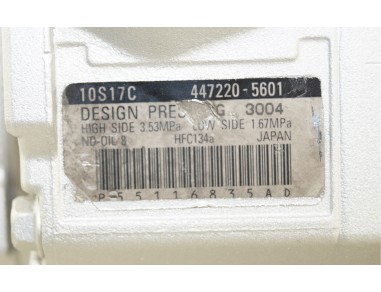 10S17C 447220-5601
DESIGN PRES G 3004
HIGH SIDE 3.53MPa LOW SIDE 1.67MPa
ND-OIL 8 HFC134a JAPAN
P-55116835AD